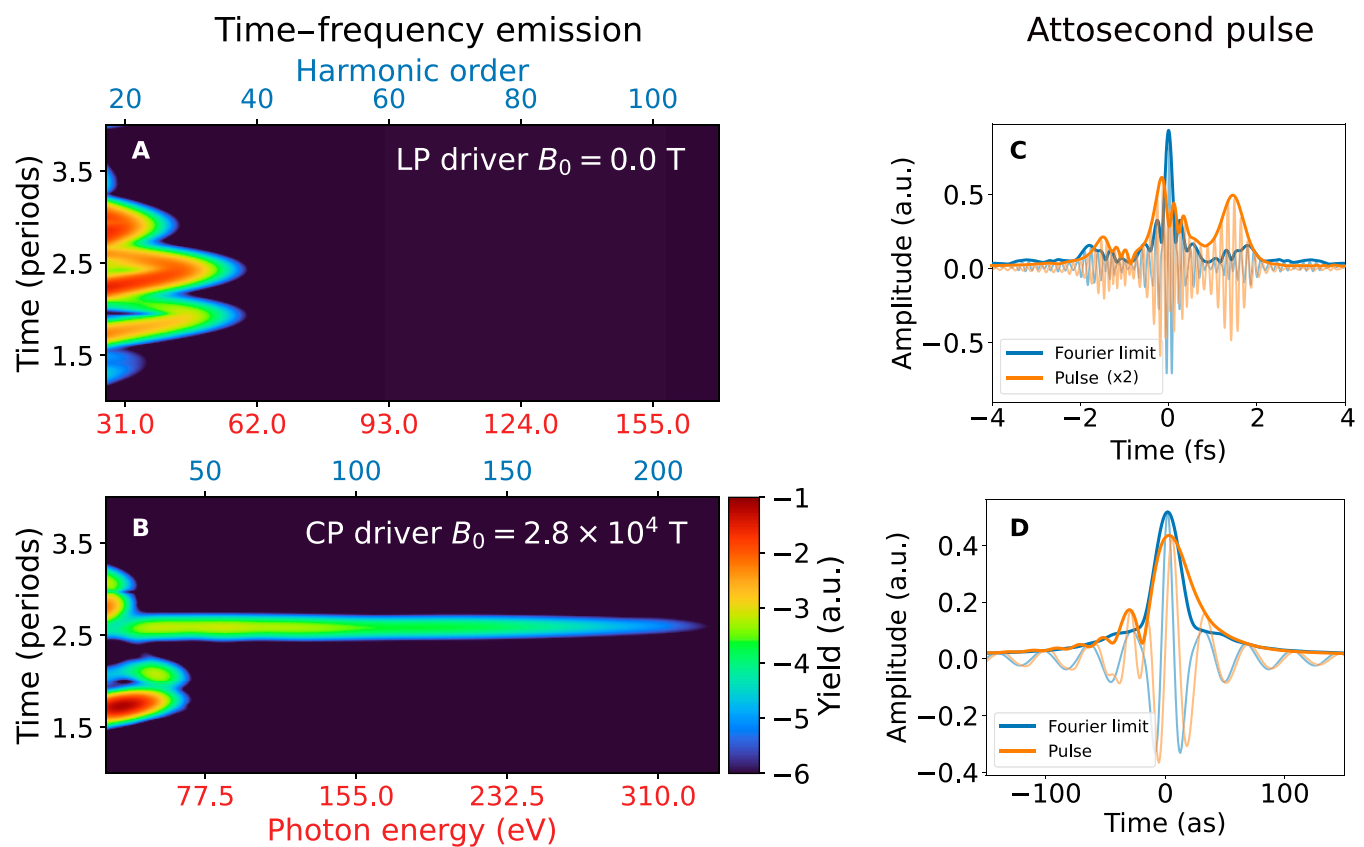 Time–frequency emission
Attosecond pulse
Harmonic order
20 40 60 80 100
A
LP driver B₀ = 0.0 T
Time (periods)
3.5
2.5
1.5
31.0 62.0 93.0 124.0 155.0
C
Amplitude (a.u.)
0.5
0.0
−0.5
Fourier limit
Pulse (x2)
−4 −2 0 2 4
Time (fs)
50 100 150 200
B
CP driver B₀ = 2.8 × 10⁴ T
Time (periods)
3.5
2.5
1.5
77.5 155.0 232.5 310.0
Photon energy (eV)
−1
−2
−3
−4
−5
−6
Yield (a.u.)
D
Amplitude (a.u.)
0.4
0.2
0.0
−0.2
−0.4
Fourier limit
Pulse
−100 0 100
Time (as)